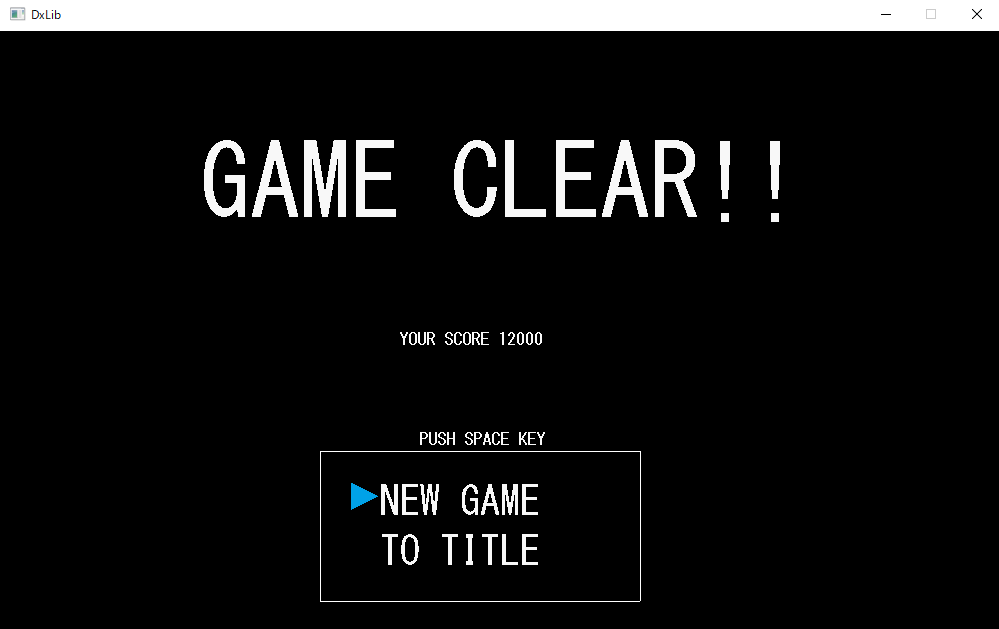 DxLib
GAME CLEAR!!
YOUR SCORE 12000
PUSH SPACE KEY
NEW GAME
TO TITLE